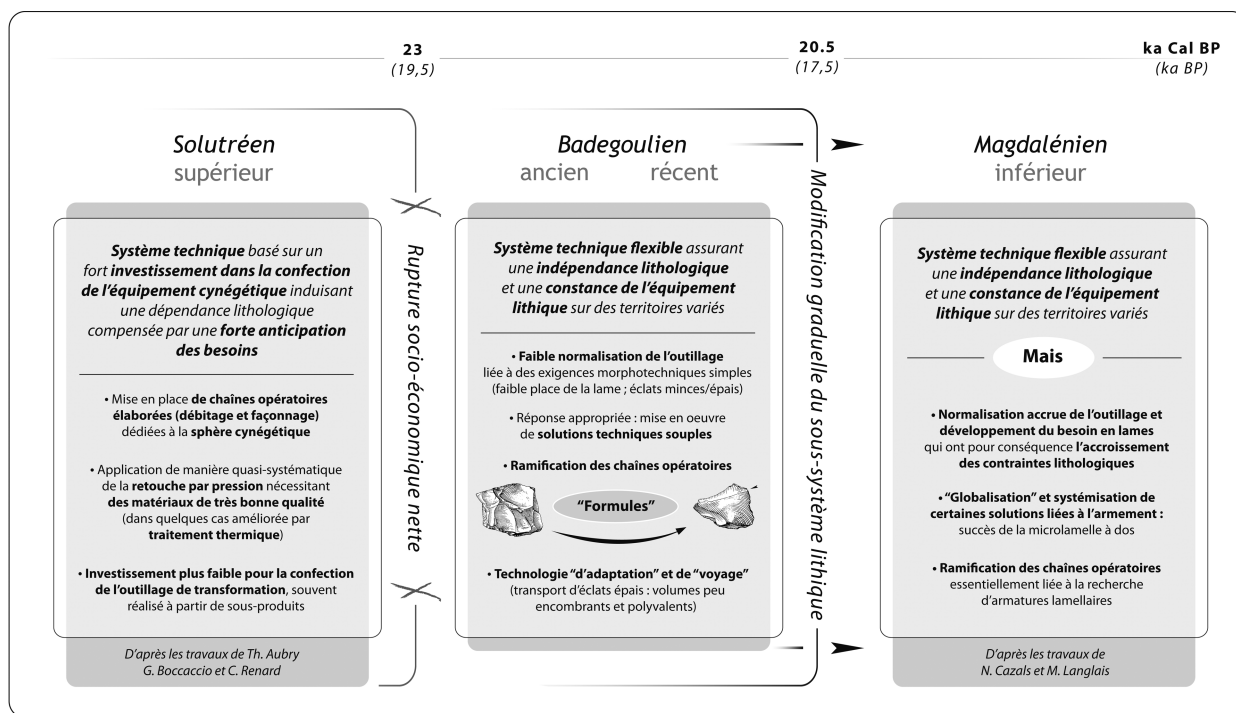 23
(19,5)
20.5
(17,5)
ka Cal BP
(ka BP)
Solutréen
supérieur
Système technique basé sur un
fort investissement dans la confection
de l'équipement cynégétique induisant
une dépendance lithologique
compensée par une forte anticipation
des besoins
• Mise en place de chaînes opératoires
élaborées (débitage et façonnage)
dédiées à la sphère cynégétique
• Application de manière quasi-systématique
de la retouche par pression nécessitant
des matériaux de très bonne qualité
(dans quelques cas améliorée par
traitement thermique)
• Investissement plus faible pour la confection
de l'outillage de transformation, souvent
réalisé à partir de sous-produits
D'après les travaux de Th. Aubry
G. Boccaccio et C. Renard
Rupture socio-économique nette
Badegoulien
ancien récent
Système technique flexible assurant
une indépendance lithologique
et une constance de l'équipement
lithique sur des territoires variés
• Faible normalisation de l'outillage
liée à des exigences morphotechniques simples
(faible place de la lame ; éclats minces/épais)
• Réponse appropriée : mise en oeuvre
de solutions techniques souples
• Ramification des chaînes opératoires
"Formules"
• Technologie "d'adaptation" et de "voyage"
(transport d'éclats épais : volumes peu
encombrants et polyvalents)
Modification graduelle du sous-système lithique
Magdalénien
inférieur
Système technique flexible assurant
une indépendance lithologique
et une constance de l'équipement
lithique sur des territoires variés
Mais
• Normalisation accrue de l'outillage et
développement du besoin en lames
qui ont pour conséquence l'accroissement
des contraintes lithologiques
• "Globalisation" et systémisation de
certaines solutions liées à l'armement :
succès de la microlamelle à dos
• Ramification des chaînes opératoires
essentiellement liée à la recherche
d'armatures lamellaires
D'après les travaux de
N. Cazals et M. Langlais